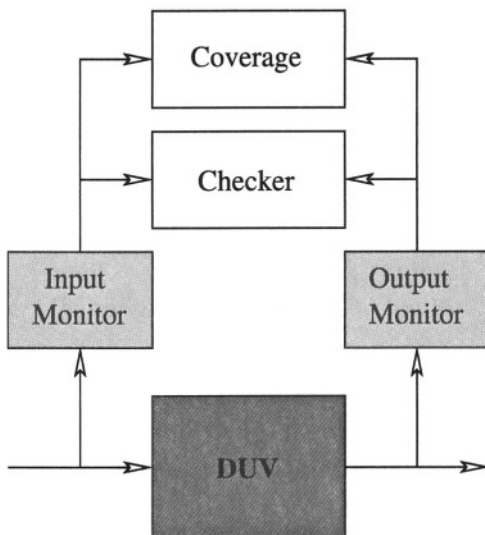 Coverage
Checker
Input
Monitor
Output
Monitor
DUV